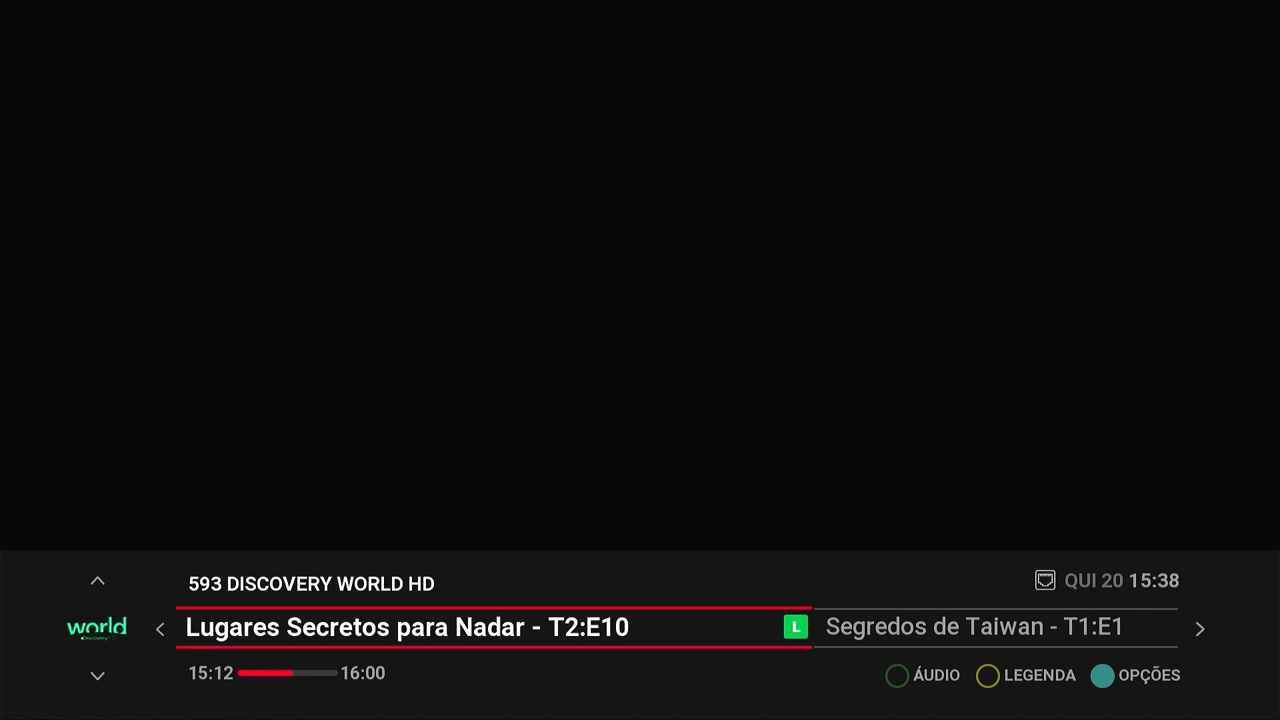 593 DISCOVERY WORLD HD
QUI 20 15:38
world
Discovery
Lugares Secretos para Nadar - T2:E10
L
Segredos de Taiwan - T1:E1
15:12
16:00
ÁUDIO
LEGENDA
OPÇÕES